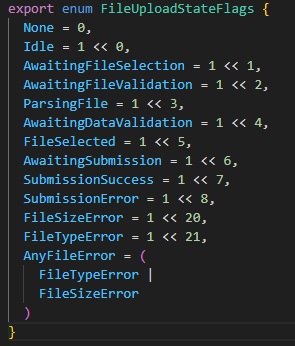 export enum FileUploadStateFlags {
  None = 0,
  Idle = 1 << 0,
  AwaitingFileSelection = 1 << 1,
  AwaitingFileValidation = 1 << 2,
  ParsingFile = 1 << 3,
  AwaitingDataValidation = 1 << 4,
  FileSelected = 1 << 5,
  AwaitingSubmission = 1 << 6,
  SubmissionSuccess = 1 << 7,
  SubmissionError = 1 << 8,
  FileSizeError = 1 << 20,
  FileTypeError = 1 << 21,
  AnyFileError = (
    FileTypeError |
    FileSizeError
  )
}